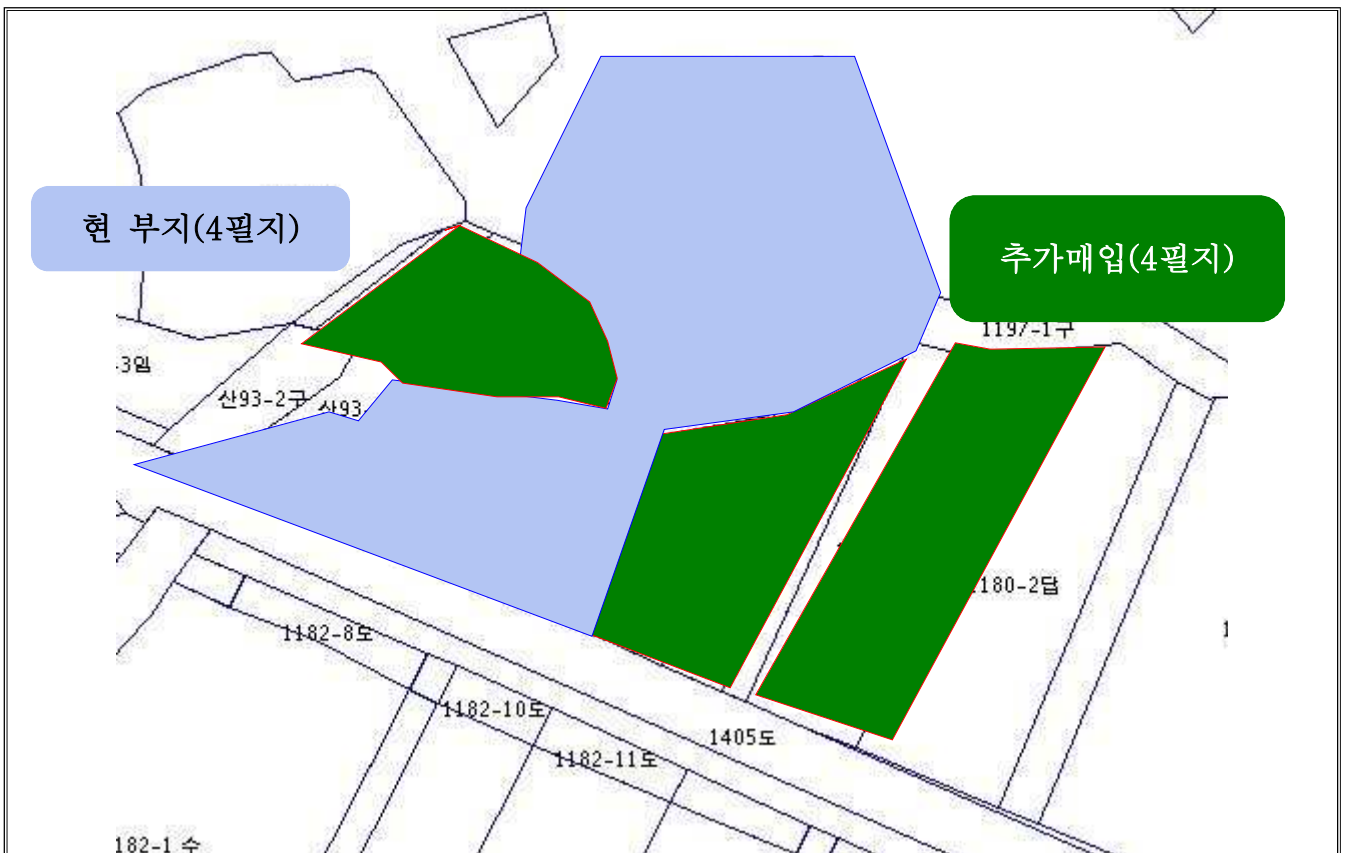 현 부지(4필지)
추가매입(4필지)
1197-1구
3임
산93-2구
산93-
180-2답
1182-8도
1182-10도
1405도
1182-11도
182-1 수